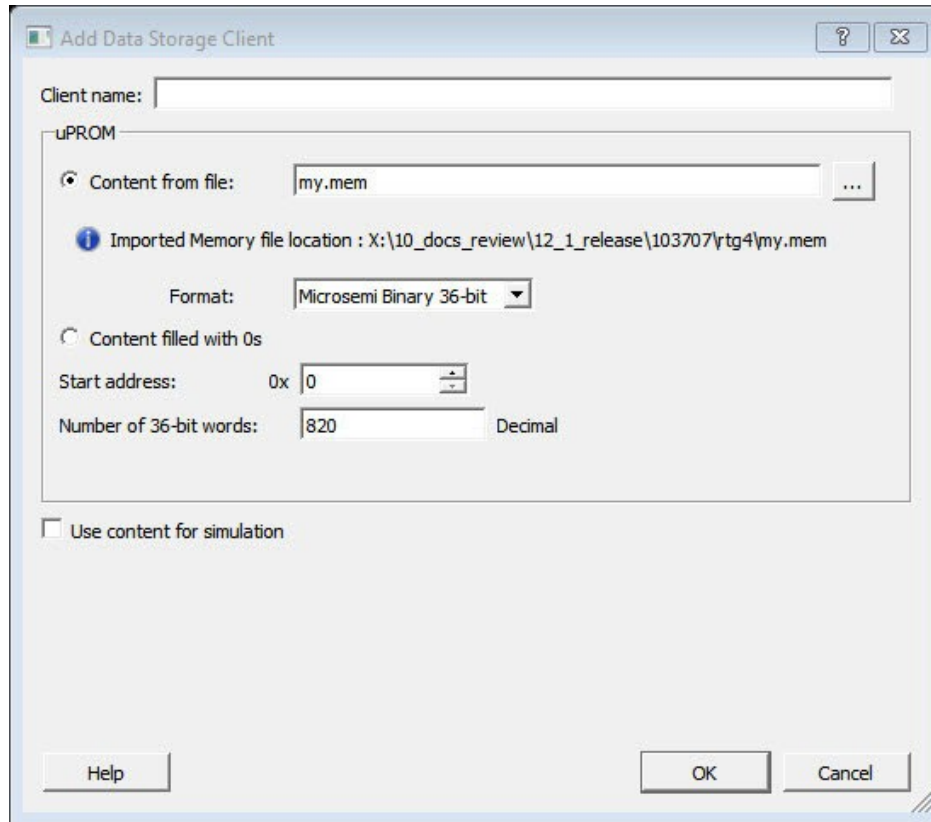 Add Data Storage Client
Client name:
uPROM
Content from file: my.mem ...
Imported Memory file location : X:\10_docs_review\12_1_release\103707\rtg4\my.mem
Format: Microsemi Binary 36-bit
Content filled with 0s
Start address: 0x 0
Number of 36-bit words: 820 Decimal
Use content for simulation
Help OK Cancel